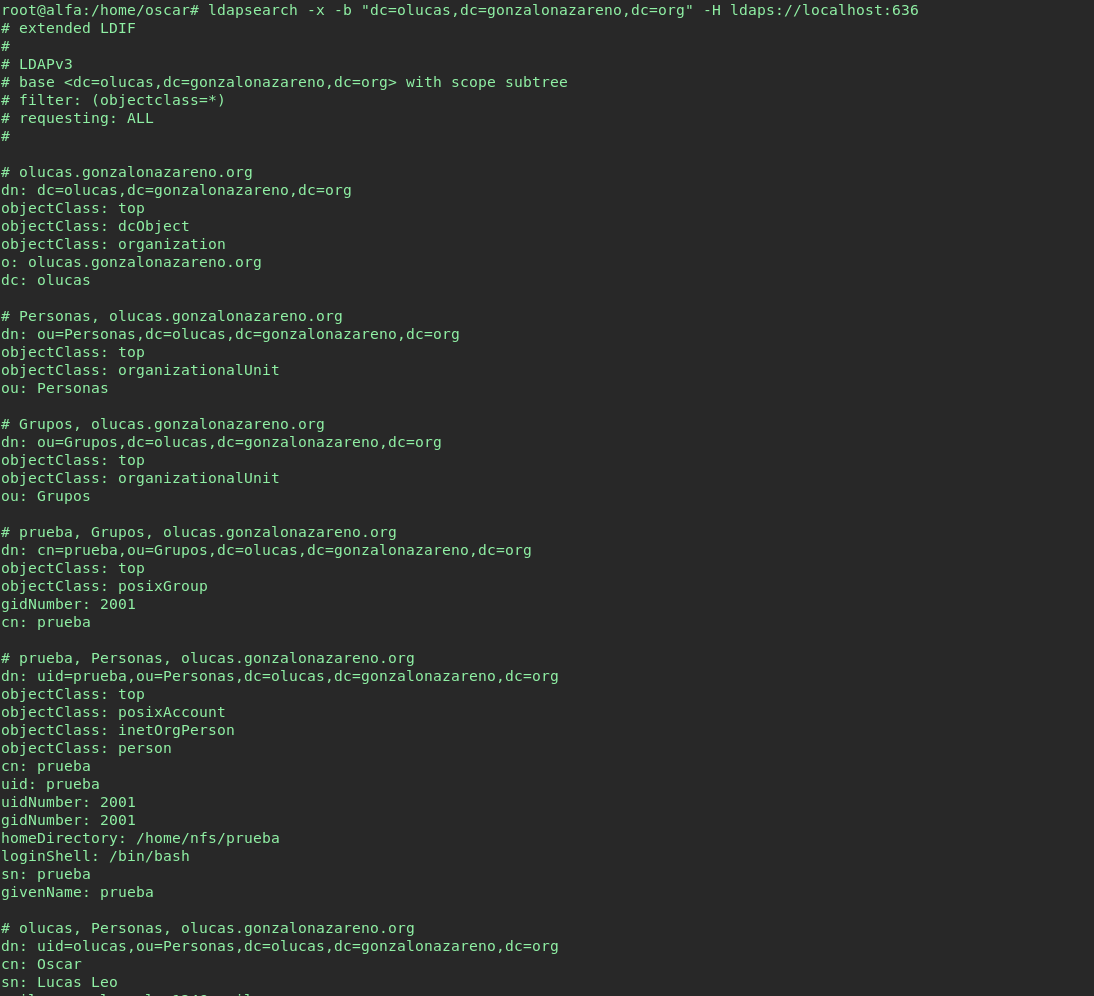 root@alfa:/home/oscar# ldapsearch -x -b "dc=olucas,dc=gonzalonazareno,dc=org" -H ldaps://localhost:636
# extended LDIF
#
# LDAPv3
# base <dc=olucas,dc=gonzalonazareno,dc=org> with scope subtree
# filter: (objectclass=*)
# requesting: ALL
#
# olucas.gonzalonazareno.org
dn: dc=olucas,dc=gonzalonazareno,dc=org
objectClass: top
objectClass: dcObject
objectClass: organization
o: olucas.gonzalonazareno.org
dc: olucas
# Personas, olucas.gonzalonazareno.org
dn: ou=Personas,dc=olucas,dc=gonzalonazareno,dc=org
objectClass: top
objectClass: organizationalUnit
ou: Personas
# Grupos, olucas.gonzalonazareno.org
dn: ou=Grupos,dc=olucas,dc=gonzalonazareno,dc=org
objectClass: top
objectClass: organizationalUnit
ou: Grupos
# prueba, Grupos, olucas.gonzalonazareno.org
dn: cn=prueba,ou=Grupos,dc=olucas,dc=gonzalonazareno,dc=org
objectClass: top
objectClass: posixGroup
gidNumber: 2001
cn: prueba
# prueba, Personas, olucas.gonzalonazareno.org
dn: uid=prueba,ou=Personas,dc=olucas,dc=gonzalonazareno,dc=org
objectClass: top
objectClass: posixAccount
objectClass: inetOrgPerson
objectClass: person
cn: prueba
uid: prueba
uidNumber: 2001
gidNumber: 2001
homeDirectory: /home/nfs/prueba
loginShell: /bin/bash
sn: prueba
givenName: prueba
# olucas, Personas, olucas.gonzalonazareno.org
dn: uid=olucas,ou=Personas,dc=olucas,dc=gonzalonazareno,dc=org
cn: Oscar
sn: Lucas Leo